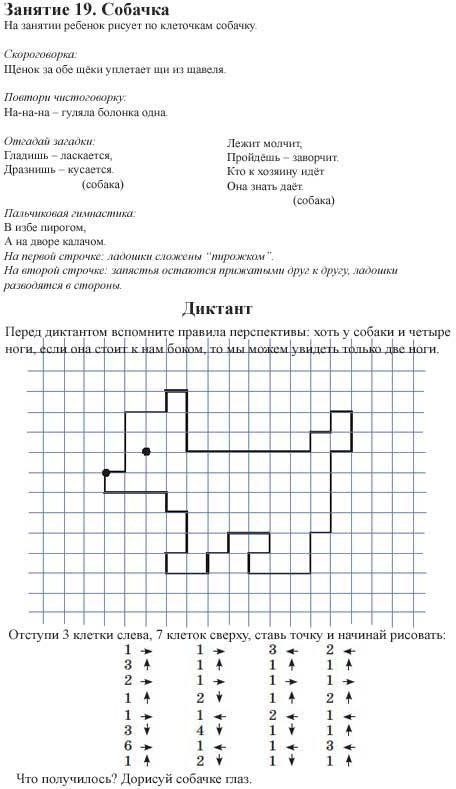 Занятие 19. Собачка
На занятии ребенок рисует по клеточкам собачку.
Скороговорка:
Щенок за обе щёки уплетает щи из щавеля.
Повтори чистоговорку:
На-на-на – гуляла болонка одна.
Отгадай загадки:
Гладишь – ласкается,
Дразнишь – кусается.
(собака)
Лежит молчит,
Пройдёшь – заворчит.
Кто к хозяину идёт
Она знать даёт.
(собака)
Пальчиковая гимнастика:
В избе пирогом,
А на дворе калачом.
На первой строчке: ладошки сложены “пирожком”.
На второй строчке: запястья остаются прижатыми друг к другу, ладошки
разводятся в стороны.
Диктант
Перед диктантом вспомните правила перспективы: хоть у собаки и четыре
ноги, если она стоит к нам боком, то мы можем увидеть только две ноги.
Отступи 3 клетки слева, 7 клеток сверху, ставь точку и начинай рисовать:
1 → 1 → 3 ← 2 ←
3 ↑ 1 ↑ 1 ↑ 1 ↑
2 → 1 → 1 → 1 →
1 ↑ 2 ↓ 1 ↑ 2 ↑
1 → 1 ← 2 ← 1 ←
3 ↓ 4 ↓ 1 ↓ 1 ↑
6 → 1 ← 1 ← 3 ←
1 ↑ 2 ↓ 1 ↓ 1 ↑
Что получилось? Дорисуй собачке глаз.